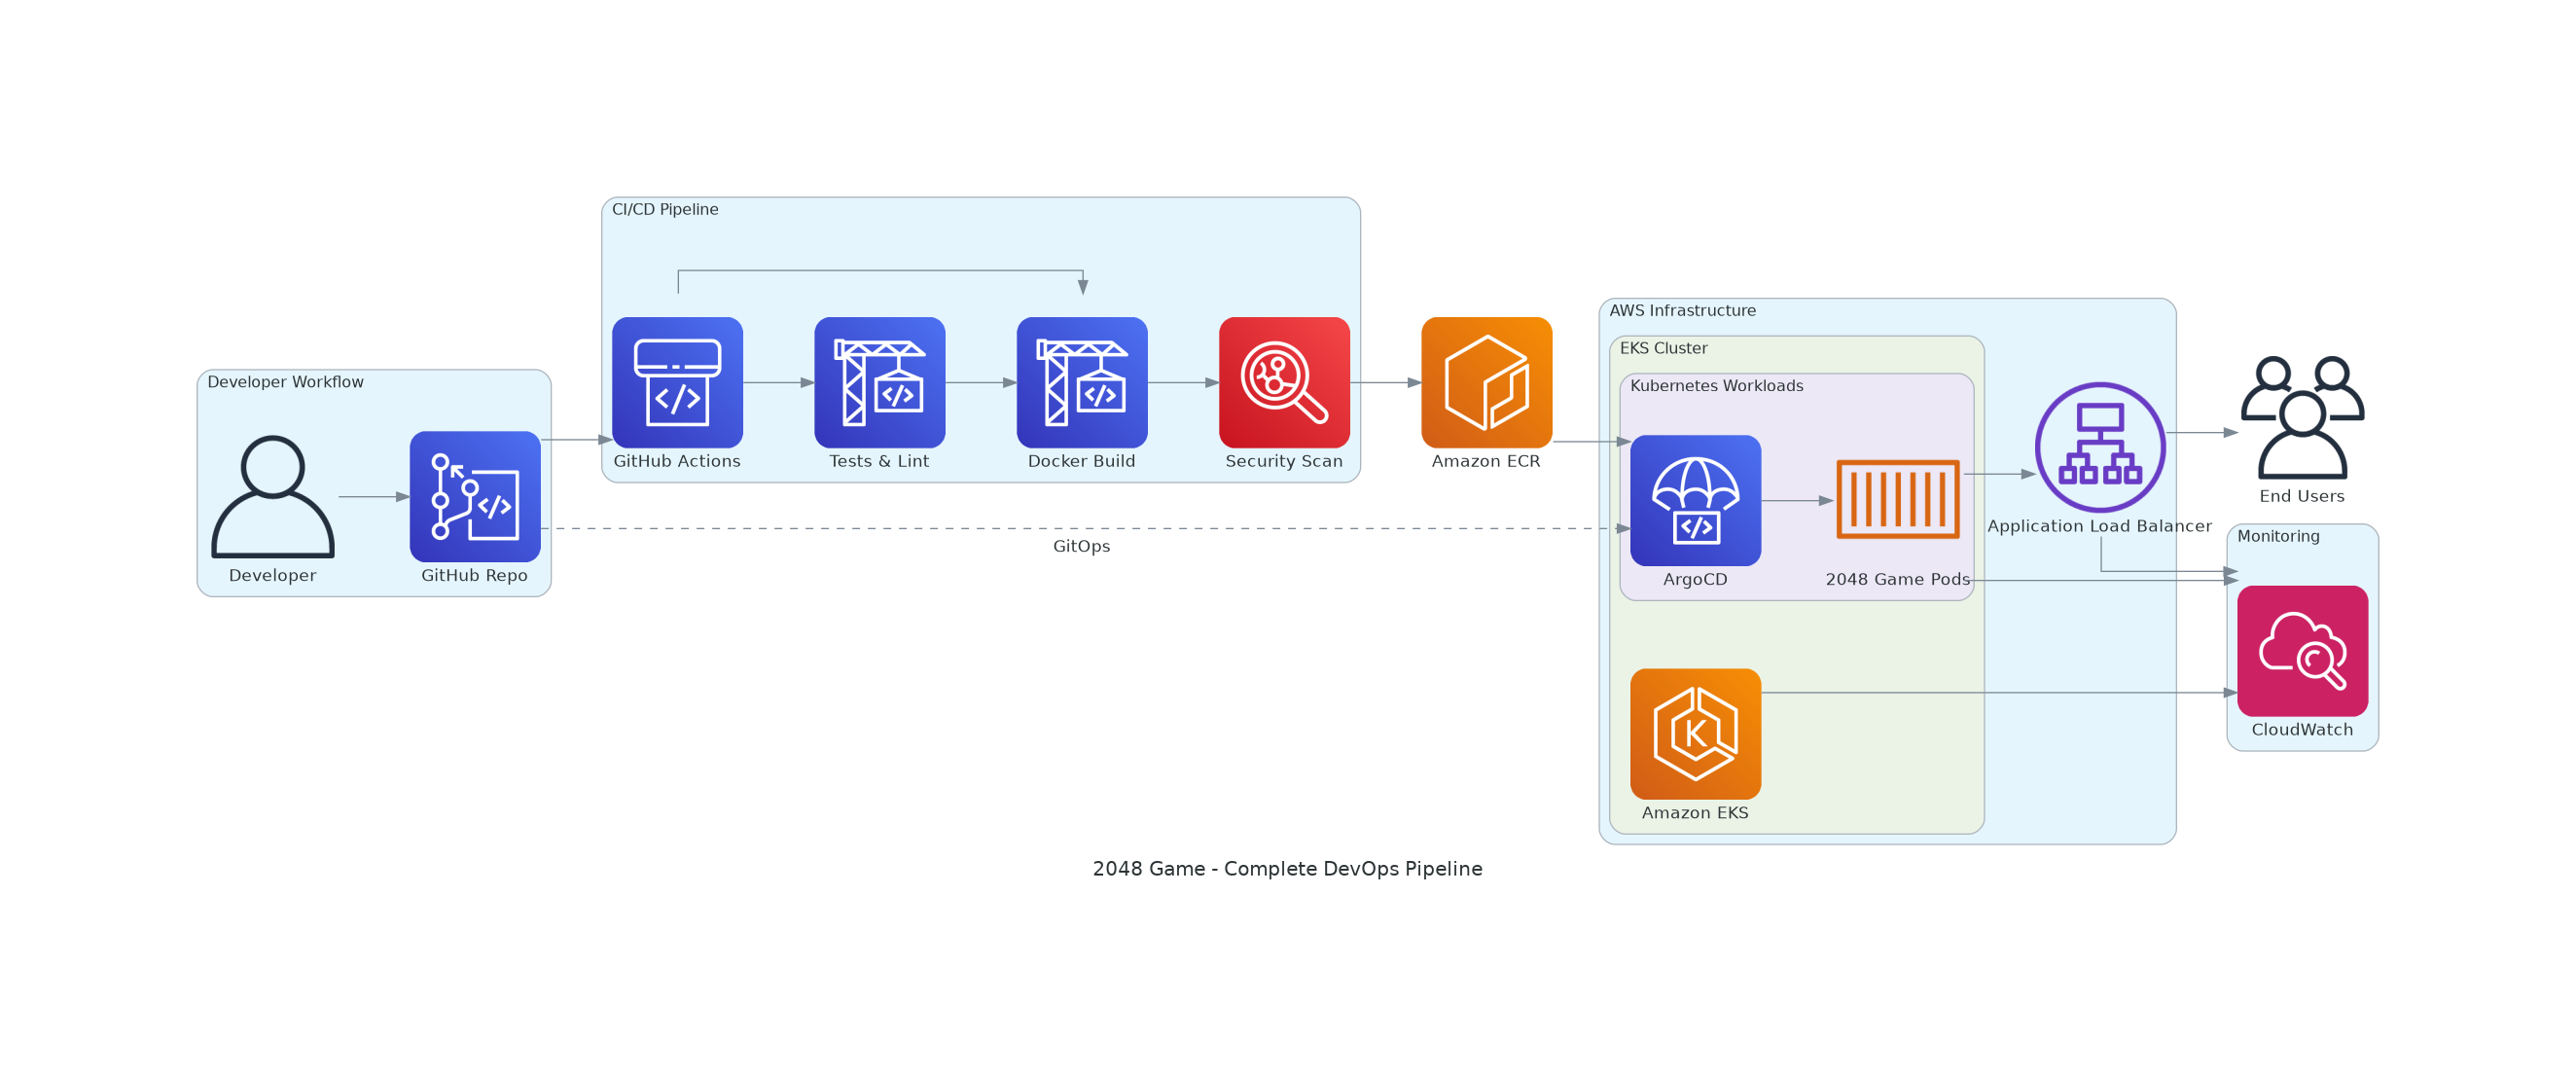 CI/CD Pipeline
GitHub Actions
Tests & Lint
Docker Build
Security Scan
Amazon ECR
Developer Workflow
Developer
GitHub Repo
GitOps
AWS Infrastructure
EKS Cluster
Kubernetes Workloads
ArgoCD
2048 Game Pods
Application Load Balancer
End Users
Monitoring
CloudWatch
K
Amazon EKS
2048 Game - Complete DevOps Pipeline